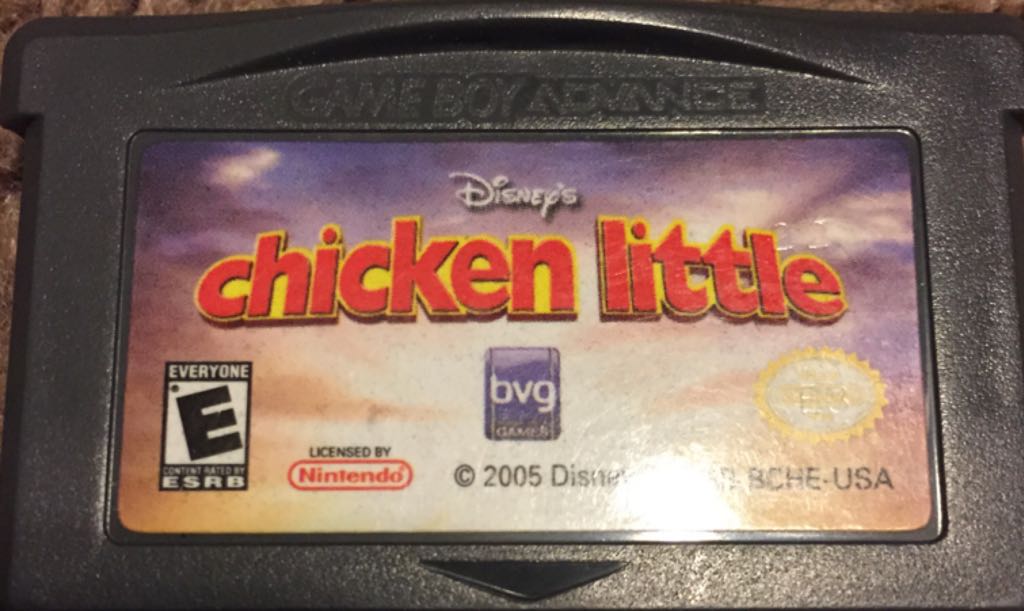 GAME BOY ADVANCE
Disney's
chicken little
EVERYONE
E
CONTENT RATED BY
ESRB
LICENSED BY
Nintendo
bvg
GAMES
© 2005 Disney BCHE-USA